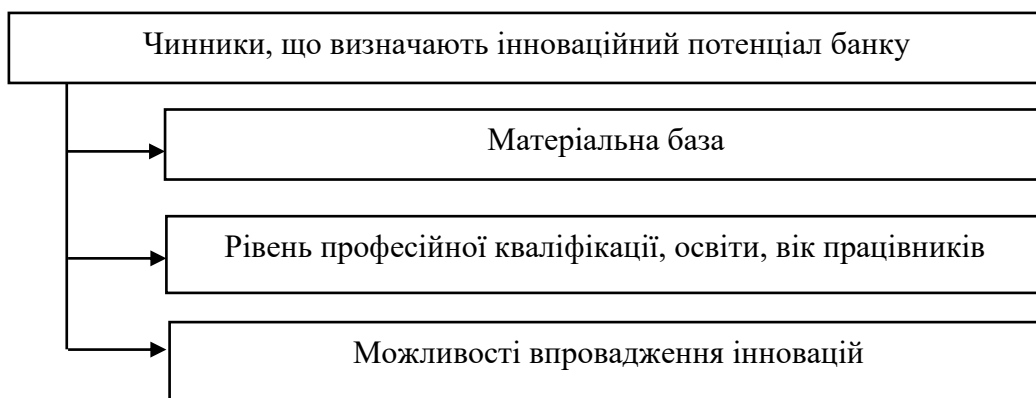 Чинники, що визначають інноваційний потенціал банку
Матеріальна база
Рівень професійної кваліфікації, освіти, вік працівників
Можливості впровадження інновацій